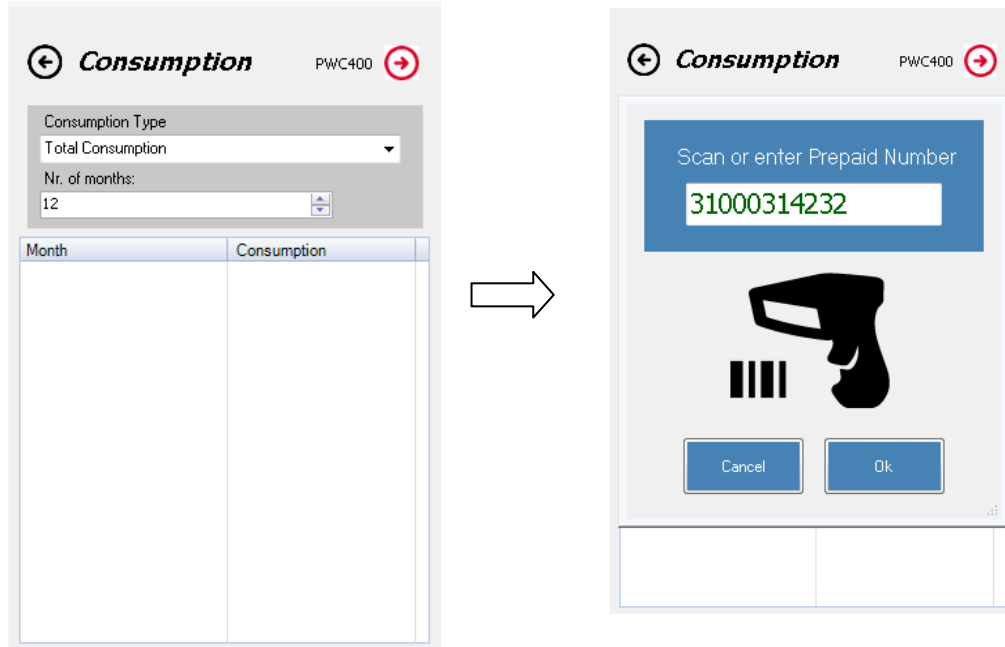 Consumption PWC400
Consumption Type
Total Consumption
Nr. of months:
12
Month Consumption
Consumption PWC400
Scan or enter Prepaid Number
31000314232
Cancel Ok